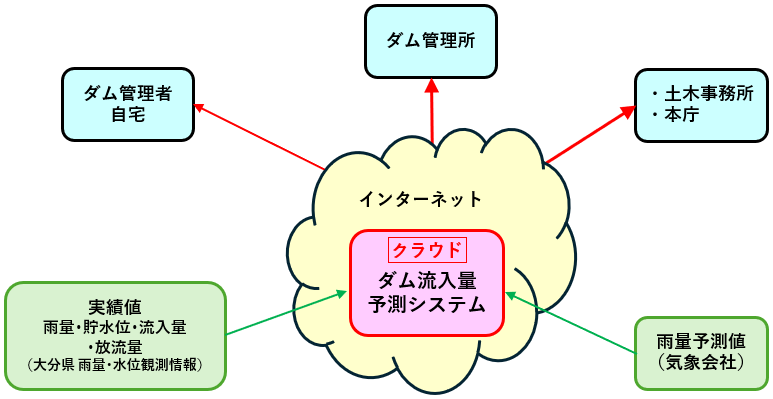 ダム管理所
ダム管理者
自宅
・土木事務所
・本庁
インターネット
クラウド
ダム流入量
予測システム
実績値
雨量・貯水位・流入量
・放流量
（大分県 雨量・水位観測情報）
雨量予測値
（気象会社）